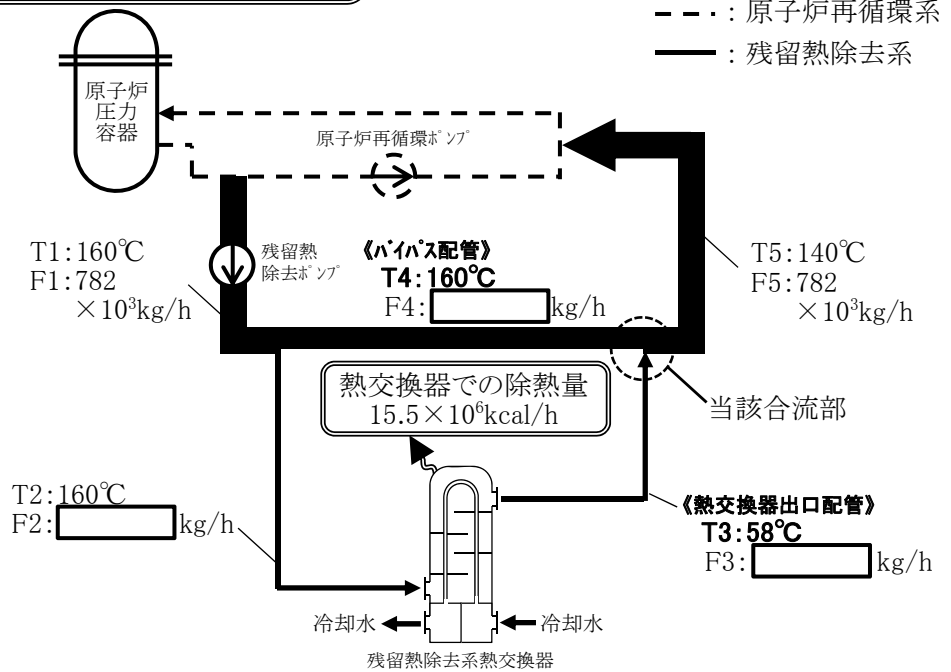 ：原子炉再循環系
：残留熱除去系
原子炉
圧力
容器
原子炉再循環ﾎﾟﾝﾌﾟ
T1：160℃
F1：782
×10³kg/h
残留熱
除去ﾎﾟﾝﾌﾟ
《ﾊﾞｲﾊﾟｽ配管》
T4：160℃
F4： kg/h
T5：140℃
F5：782
×10³kg/h
熱交換器での除熱量
15.5×10⁶kcal/h
当該合流部
T2：160℃
F2： kg/h
《熱交換器出口配管》
T3：58℃
F3： kg/h
冷却水
冷却水
残留熱除去系熱交換器